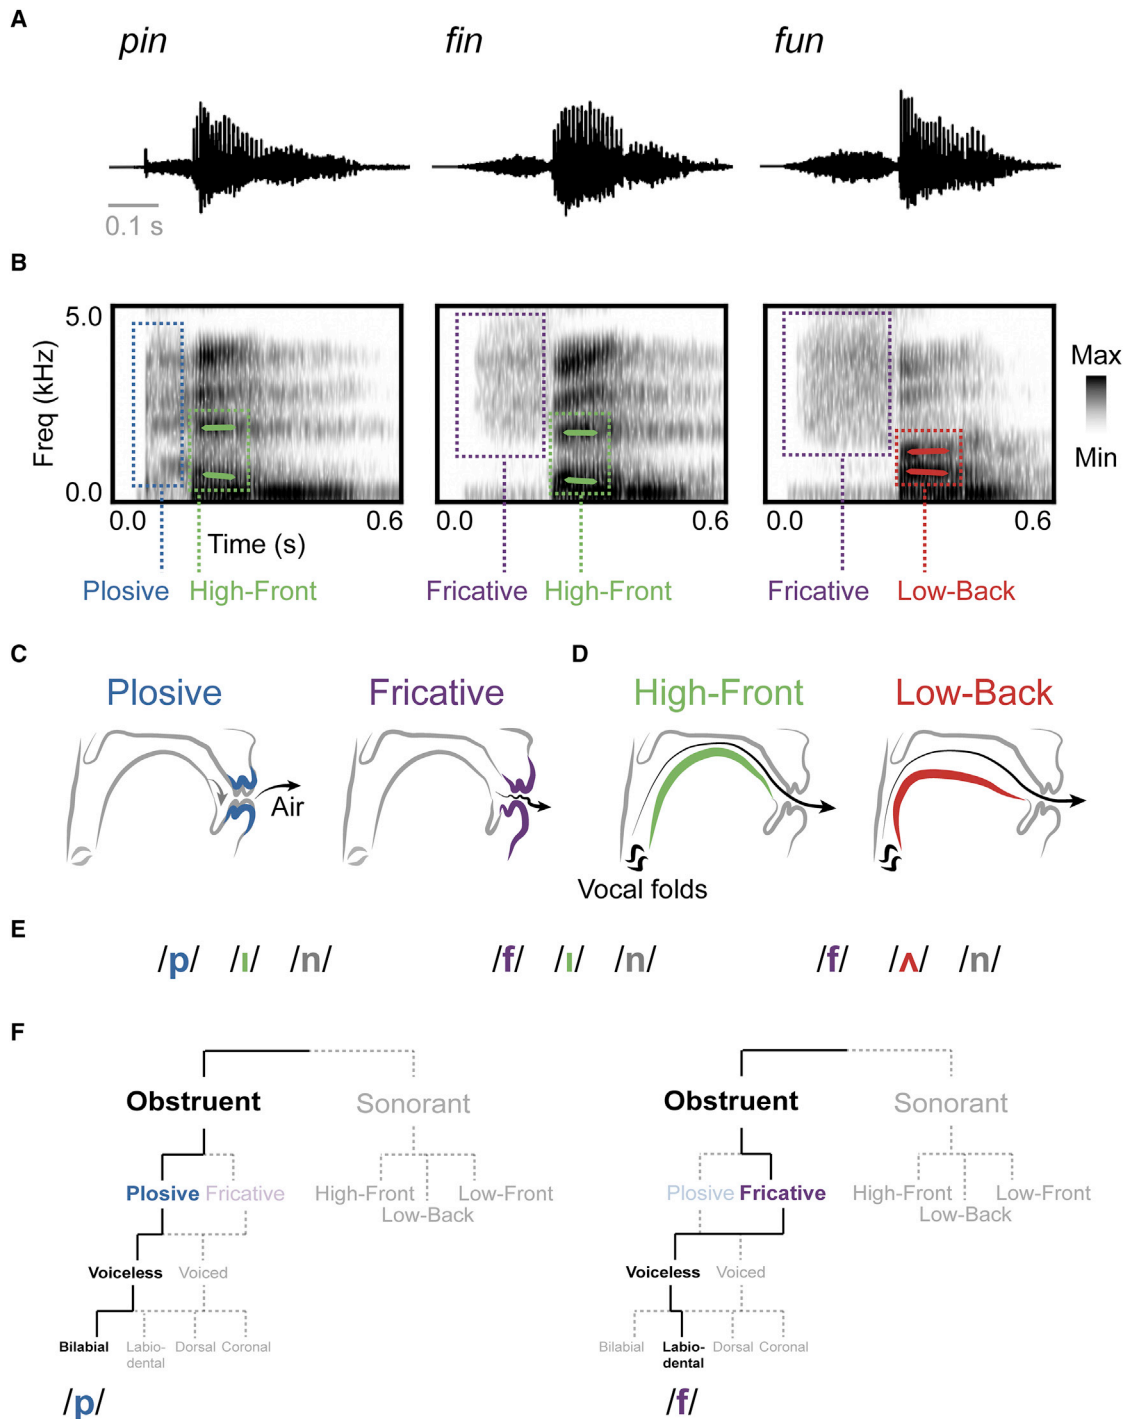 A
pin fin fun
0.1 s
B
5.0
Freq (kHz)
0.0
0.0 0.6 0.0 0.6 0.0 0.6
Time (s)
Max
Min
Plosive High-Front Fricative High-Front Fricative Low-Back
C D
Plosive Fricative High-Front Low-Back
Air
Vocal folds
E
/p/ /ɪ/ /n/ /f/ /ɪ/ /n/ /f/ /ʌ/ /n/
F
Obstruent Sonorant
Plosive Fricative High-Front Low-Front
Low-Back
Voiceless Voiced
Bilabial Labio- Dorsal Coronal
dental
/p/
Obstruent Sonorant
Plosive Fricative High-Front Low-Front
Low-Back
Voiceless Voiced
Bilabial Labio- Dorsal Coronal
dental
/f/